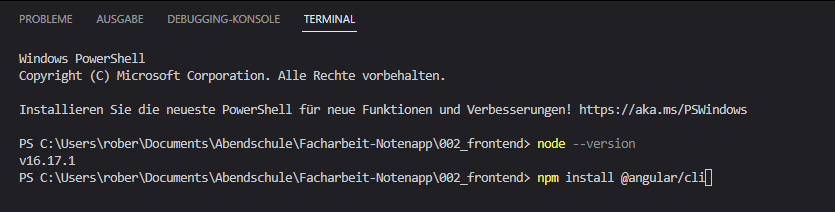 PROBLEME AUSGABE DEBUGGING-KONSOLE TERMINAL
Windows PowerShell
Copyright (C) Microsoft Corporation. Alle Rechte vorbehalten.
Installieren Sie die neueste PowerShell für neue Funktionen und Verbesserungen! https://aka.ms/PSWindows
PS C:\Users\rober\Documents\Abendschule\Facharbeit-Notenapp\002_frontend> node --version
v16.17.1
PS C:\Users\rober\Documents\Abendschule\Facharbeit-Notenapp\002_frontend> npm install @angular/cli